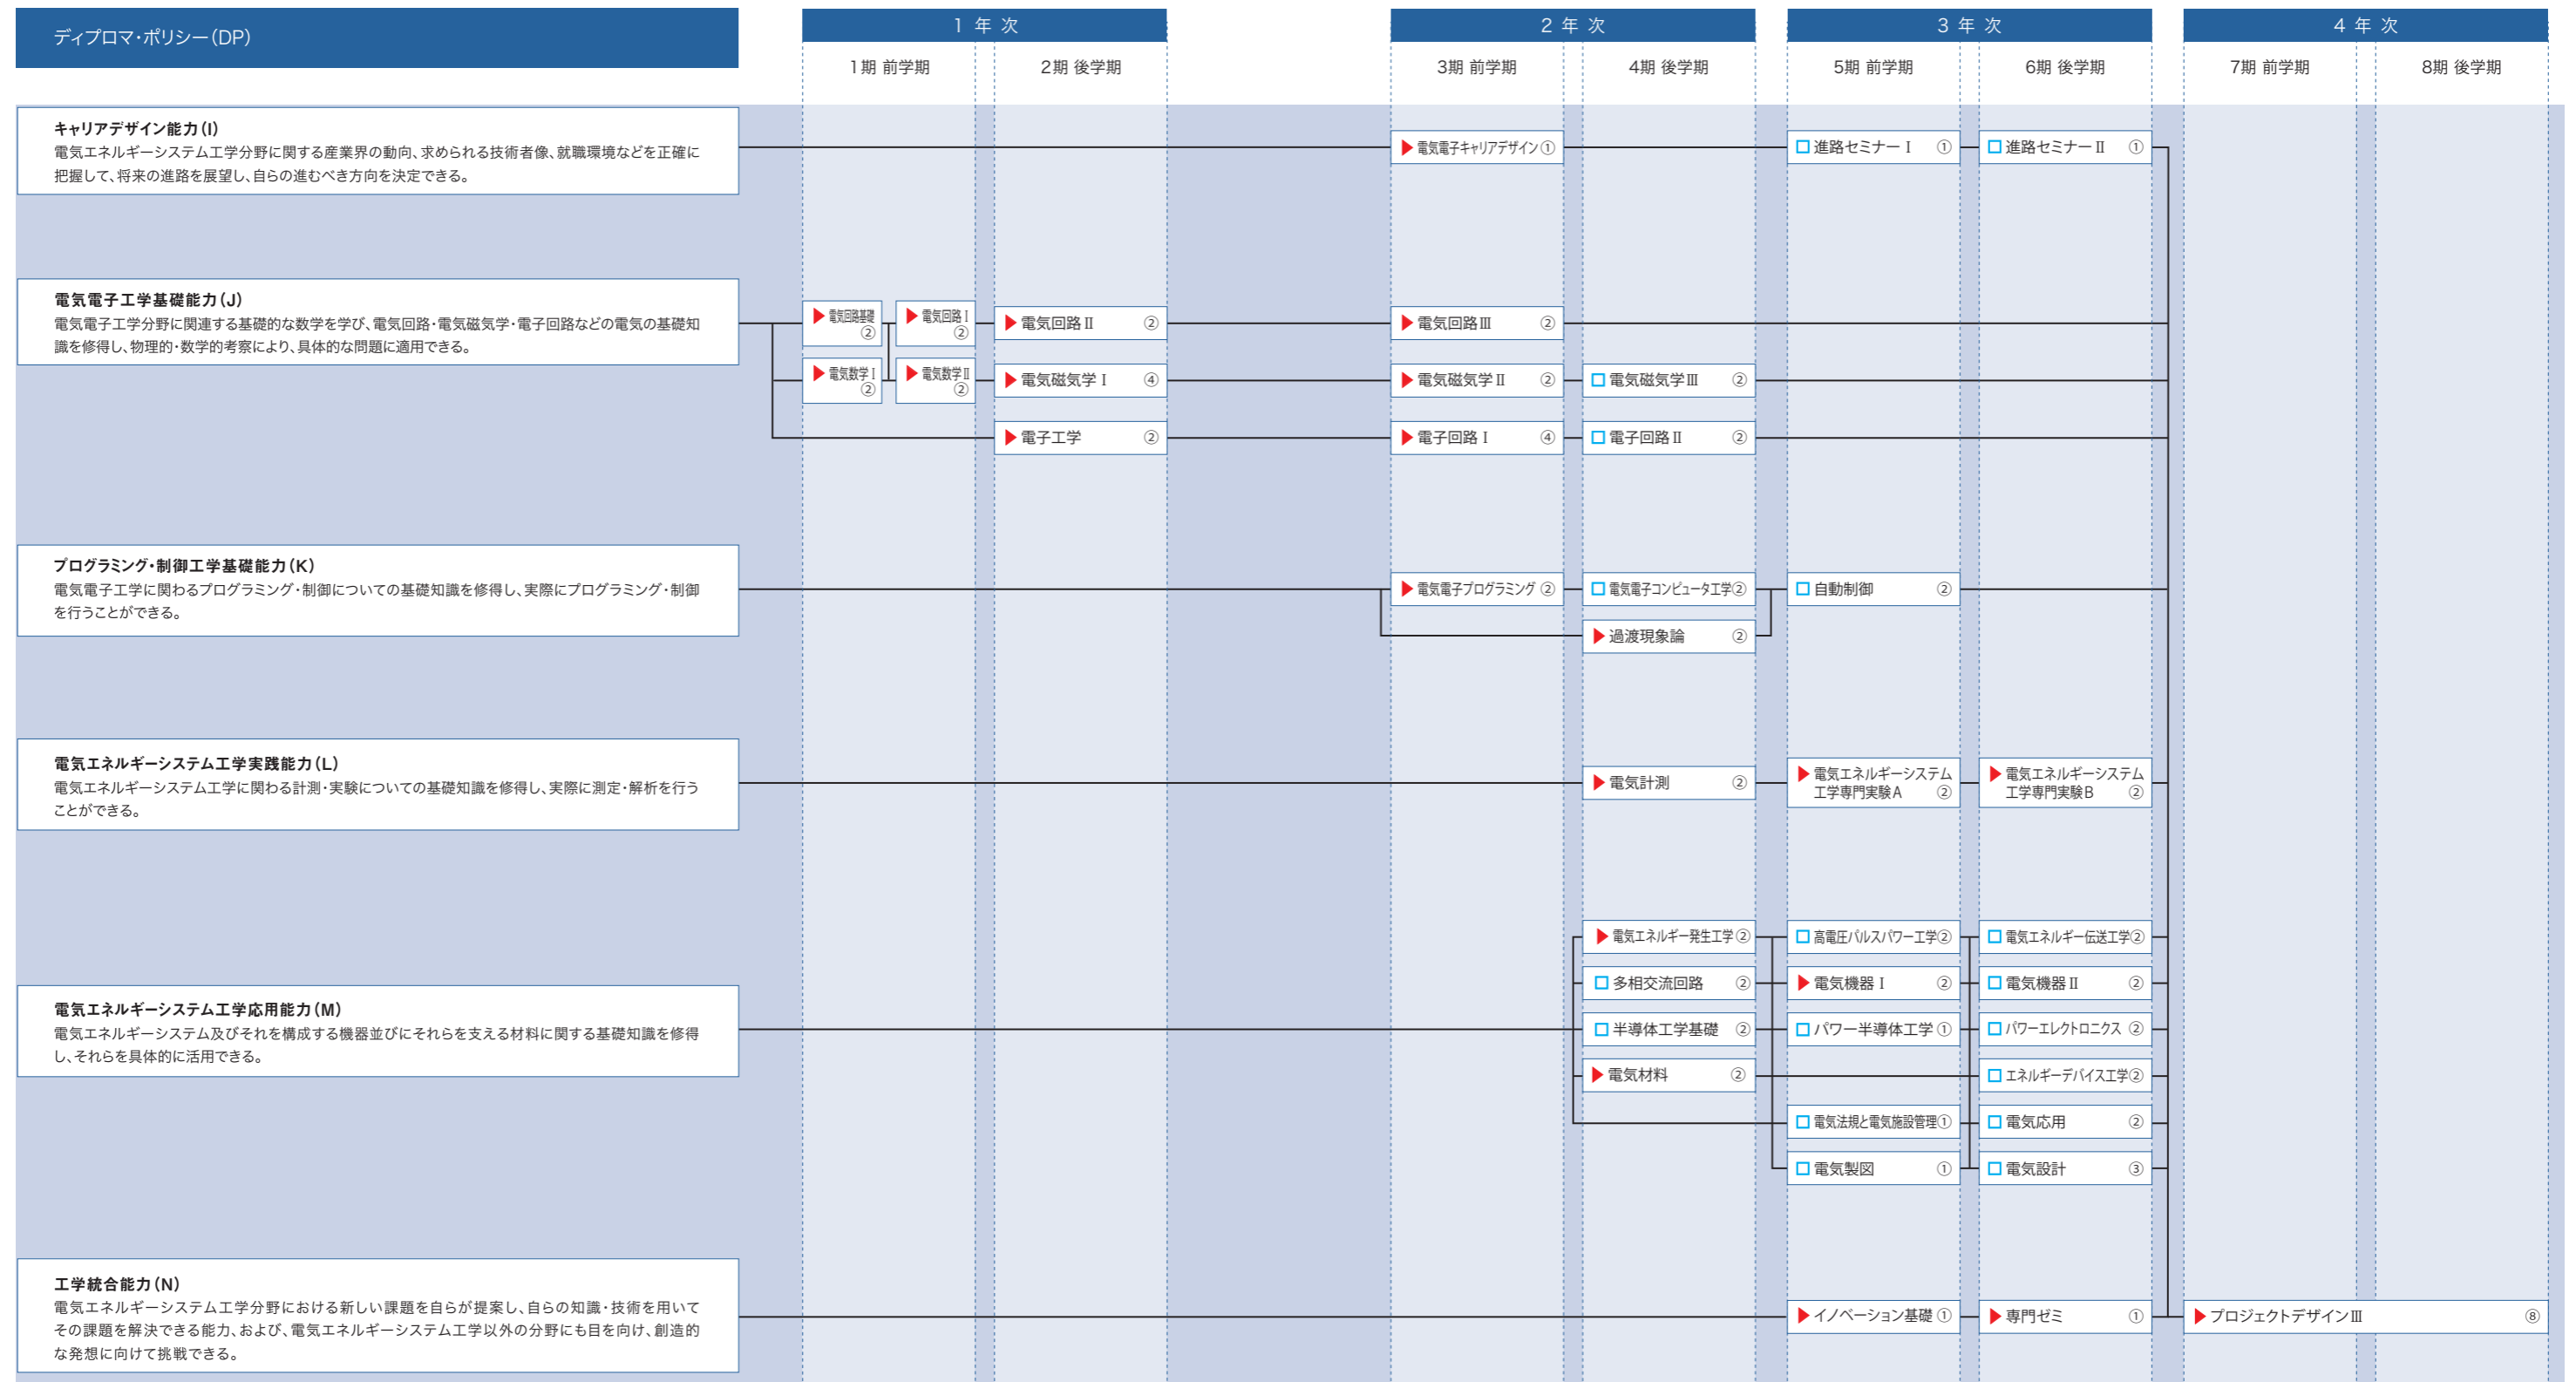 ディプロマ・ポリシー（DP）
1 年 次
2 年 次
3 年 次
4 年 次
1期 前学期
2期 後学期
3期 前学期
4期 後学期
5期 前学期
6期 後学期
7期 前学期
8期 後学期
キャリアデザイン能力（I）
電気エネルギーシステム工学分野に関する産業界の動向、求められる技術者像、就職環境などを正確に
把握して、将来の進路を展望し、自らの進むべき方向を決定できる。
▶電気電子キャリアデザイン①
□進路セミナーⅠ ①
□進路セミナーⅡ ①
電気電子工学基礎能力（J）
電気電子工学分野に関連する基礎的な数学を学び、電気回路・電気磁気学・電子回路などの電気の基礎知
識を修得し、物理的・数学的考察により、具体的な問題に適用できる。
▶電気回路基礎
②
▶電気回路Ⅰ
②
▶電気回路Ⅱ ②
▶電気回路Ⅲ ②
▶電気数学Ⅰ
②
▶電気数学Ⅱ
②
▶電気磁気学Ⅰ ④
▶電気磁気学Ⅱ ②
□電気磁気学Ⅲ ②
▶電子工学 ②
▶電子回路Ⅰ ④
□電子回路Ⅱ ②
プログラミング・制御工学基礎能力（K）
電気電子工学に関わるプログラミング・制御についての基礎知識を修得し、実際にプログラミング・制御
を行うことができる。
▶電気電子プログラミング ②
□電気電子コンピュータ工学②
□自動制御 ②
▶過渡現象論 ②
電気エネルギーシステム工学実践能力（L）
電気エネルギーシステム工学に関わる計測・実験についての基礎知識を修得し、実際に測定・解析を行う
ことができる。
▶電気計測 ②
▶電気エネルギーシステム
工学専門実験A ②
▶電気エネルギーシステム
工学専門実験B ②
▶電気エネルギー発生工学②
□高電圧パルスパワー工学②
□電気エネルギー伝送工学②
□多相交流回路 ②
▶電気機器Ⅰ ②
□電気機器Ⅱ ②
電気エネルギーシステム工学応用能力（M）
電気エネルギーシステム及びそれを構成する機器並びにそれらを支える材料に関する基礎知識を修得
し、それらを具体的に活用できる。
□半導体工学基礎 ②
□パワー半導体工学 ①
□パワーエレクトロニクス ②
▶電気材料 ②
□エネルギーデバイス工学②
□電気法規と電気施設管理①
□電気応用 ②
□電気製図 ①
□電気設計 ③
工学統合能力（N）
電気エネルギーシステム工学分野における新しい課題を自らが提案し、自らの知識・技術を用いて
その課題を解決できる能力、および、電気エネルギーシステム工学以外の分野にも目を向け、創造的
な発想に向けて挑戦できる。
▶イノベーション基礎 ①
▶専門ゼミ ①
▶プロジェクトデザインⅢ ⑧